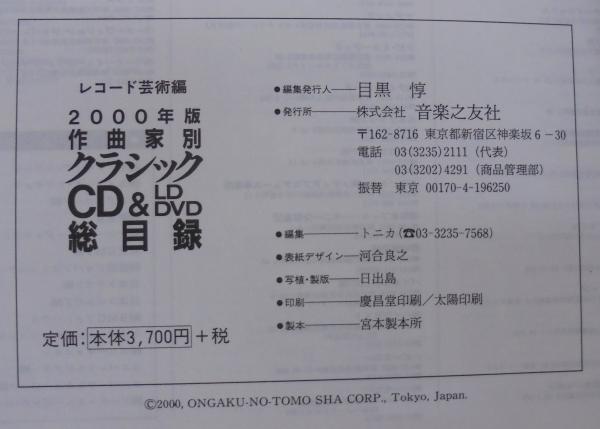 レコード芸術編
2000年版
作曲家別
クラシック
CD & LD DVD
総目録
定価：本体3,700円＋税
●編集発行人――目黒　惇
●発行所――――株式会社 音楽之友社
〒162-8716 東京都新宿区神楽坂6－30
電話　03(3235)2111（代表）
03(3202)4291（商品管理部）
振替　東京 00170-4-196250
●編集――――――トニカ(☎03-3235-7568)
●表紙デザイン――河合良之
●写植・製版―――日出島
●印刷――――――慶昌堂印刷／太陽印刷
●製本――――――宮本製本所
©2000, ONGAKU-NO-TOMO SHA CORP., Tokyo, Japan.